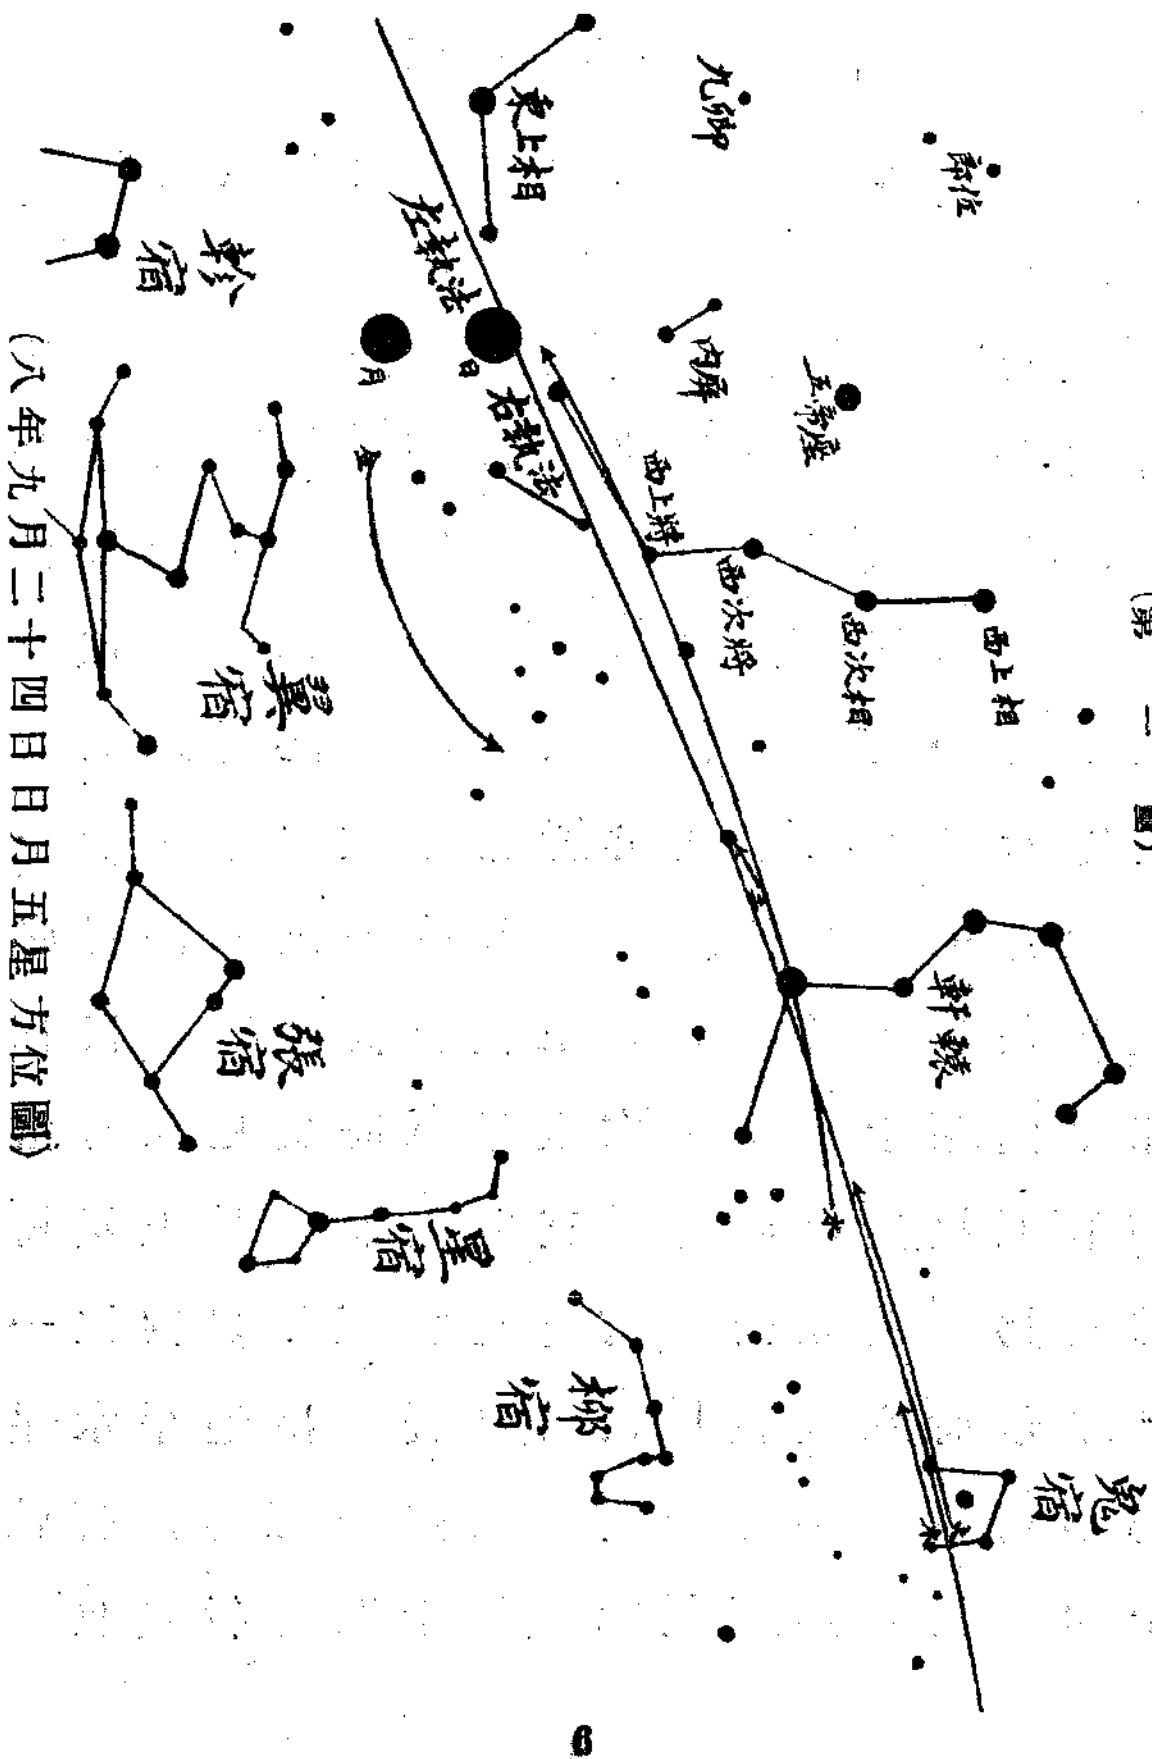 (第一圖)
郎位
九卿
東上相
左執法
內屏
五帝座
日
月
右執法
金
西上將
西次將
西次相
西上相
軫宿
翼宿
張宿
軒轅
星宿
水
柳宿
鬼宿
火
(八年九月二十四日日月五星方位圖)
6